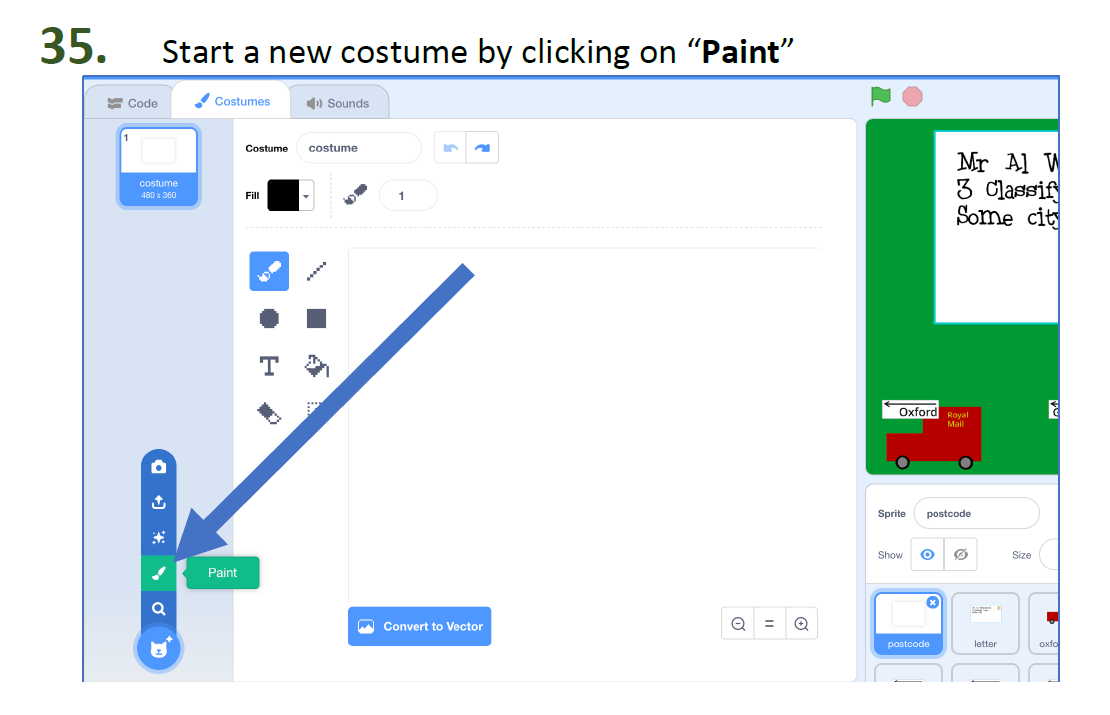 35. Start a new costume by clicking on “Paint”
Code Costumes Sounds
1
costume
480 x 360
Costume costume
Fill 1
T
Paint
Convert to Vector
Mr Al W
3 Classify
Some city
Oxford
Royal
Mail
Sprite postcode
Show Size
postcode letter oxfo